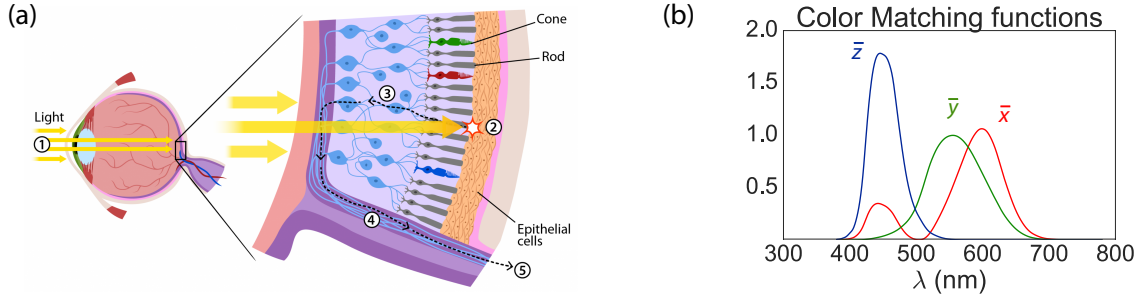 (a)
Cone
Rod
Light
①
②
③
④
⑤
Epithelial
cells
(b)
Color Matching functions
2.0
1.5
1.0
0.5
z̄
ȳ
x̄
300 400 500 600 700 800
λ (nm)